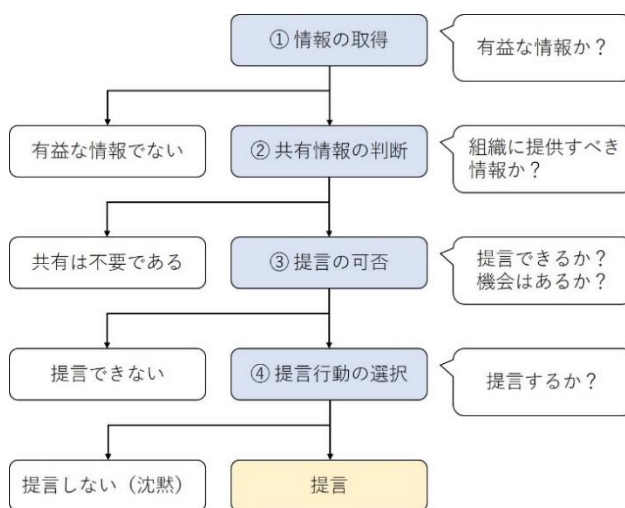 ① 情報の取得
有益な情報か？
有益な情報でない
② 共有情報の判断
組織に提供すべき
情報か？
共有は不要である
③ 提言の可否
提言できるか？
機会はあるか？
提言できない
④ 提言行動の選択
提言するか？
提言しない（沈黙）
提言